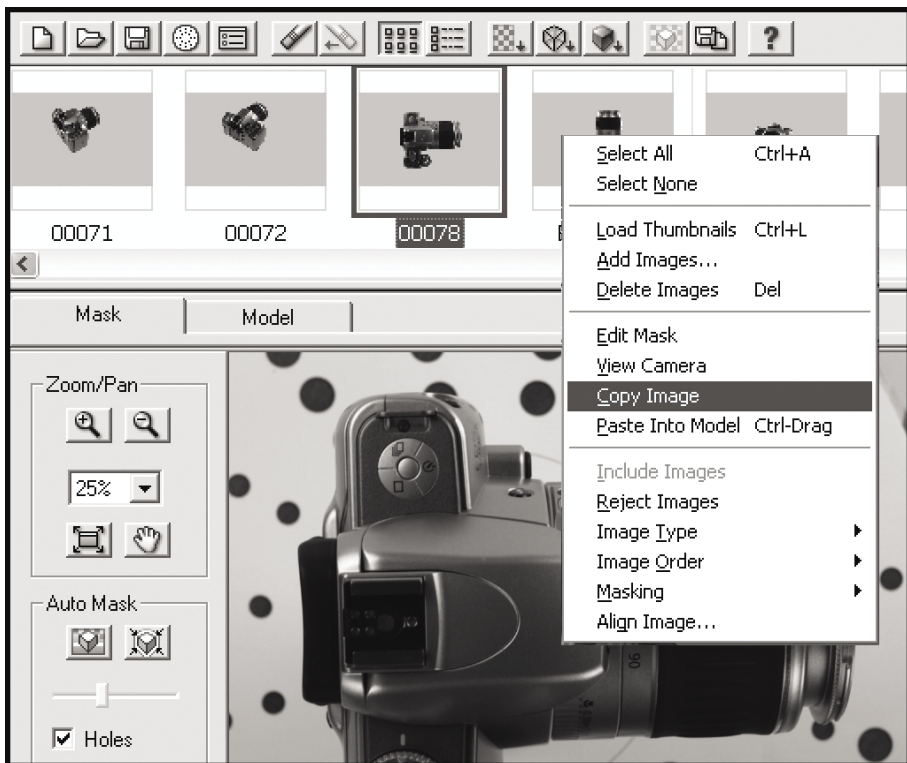 ?
00071
00072
00078
Select All Ctrl+A
Select None
Load Thumbnails Ctrl+L
Add Images...
Delete Images Del
Edit Mask
View Camera
Copy Image
Paste Into Model Ctrl-Drag
Include Images
Reject Images
Image Type
Image Order
Masking
Align Image...
Mask
Model
Zoom/Pan
25%
Auto Mask
Holes
90